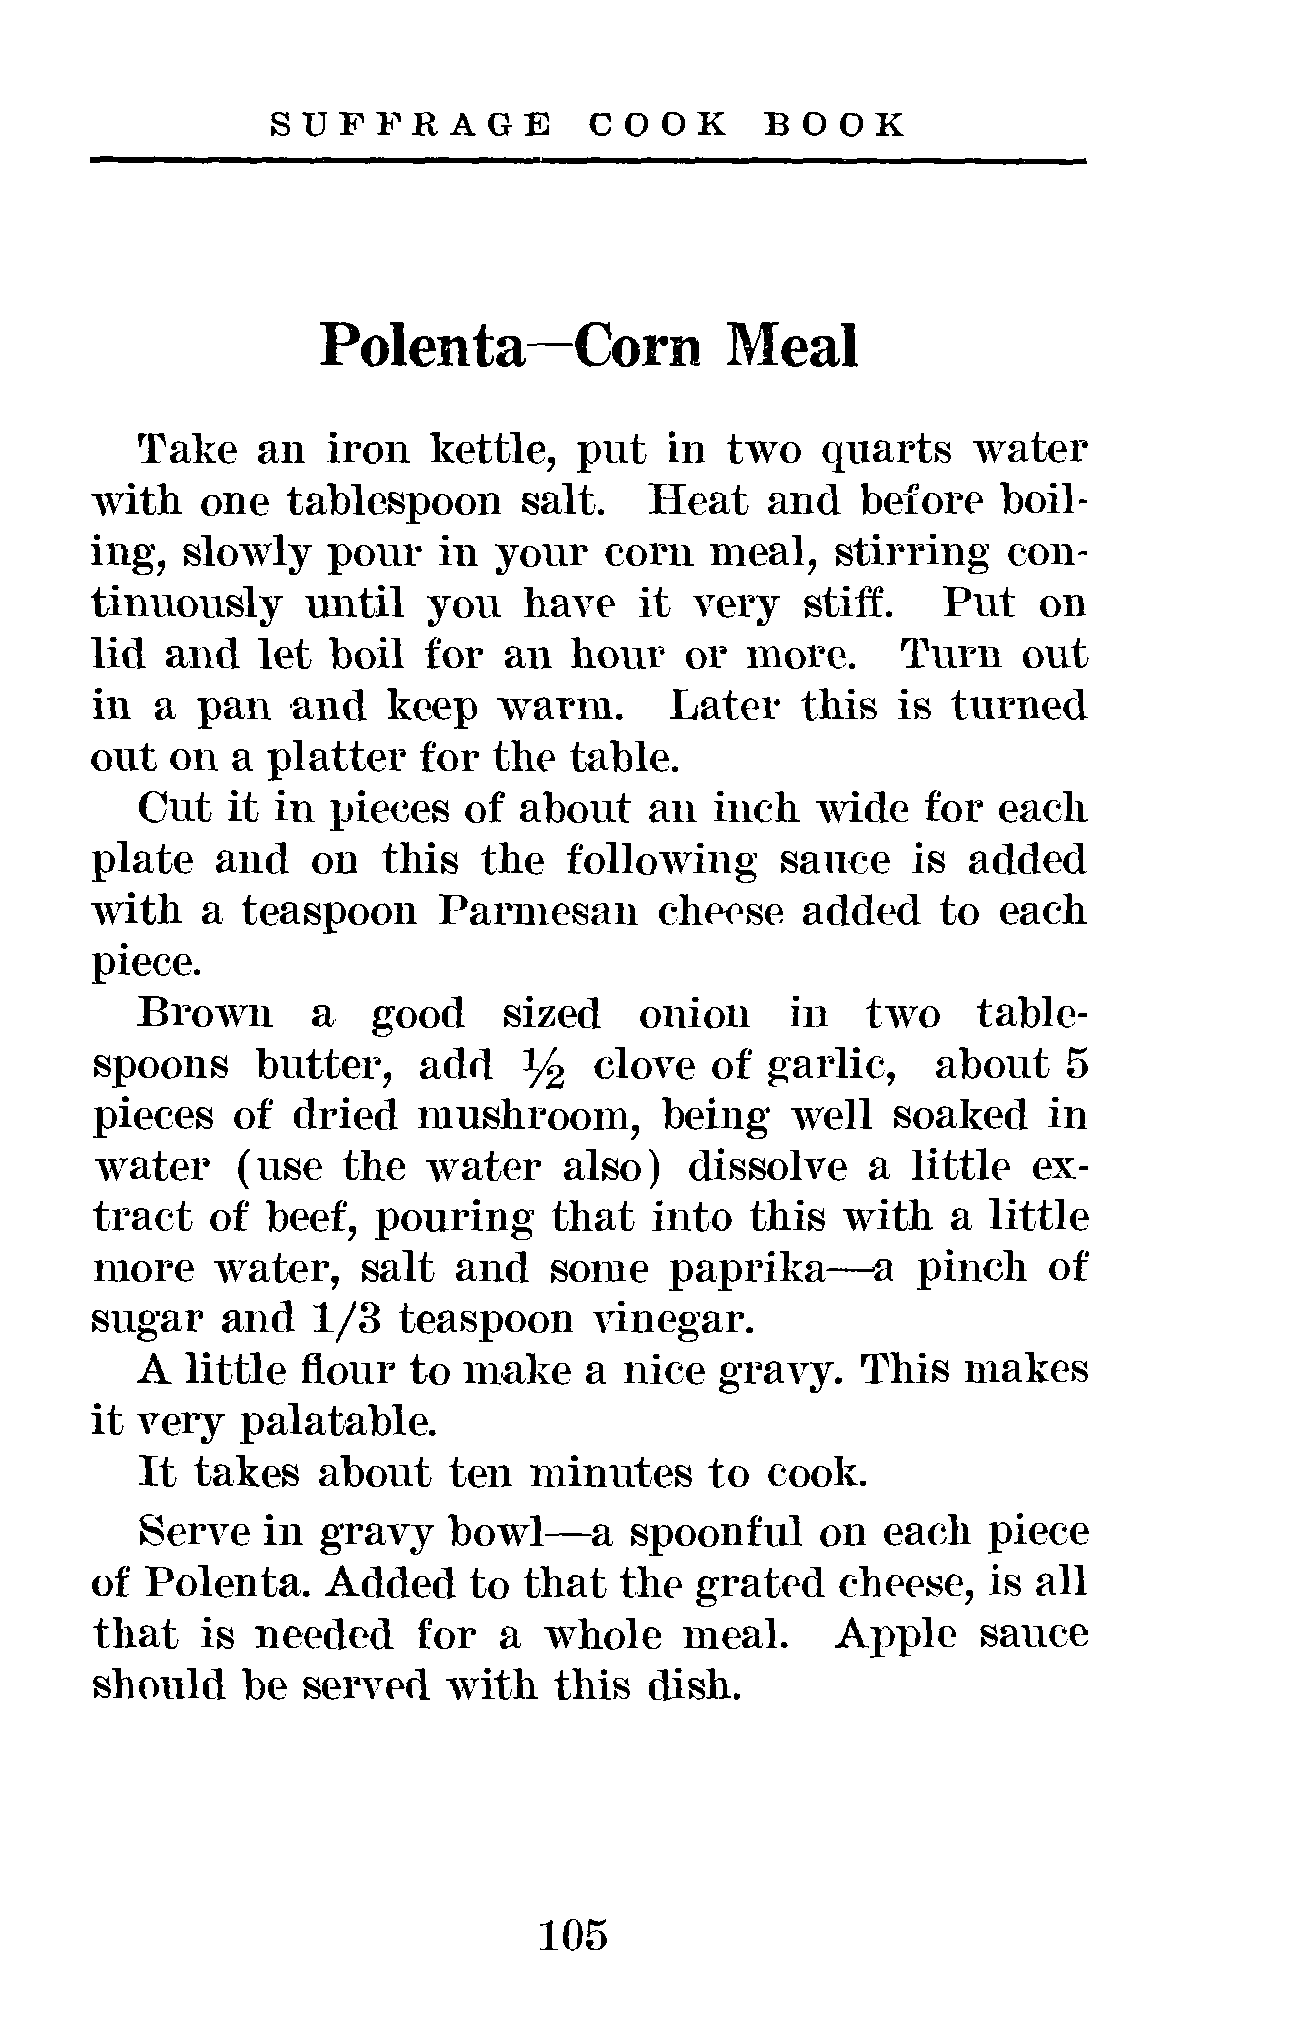 SUFFRAGE COOK BOOK
Polenta—Corn Meal
Take an iron kettle, put in two quarts water
with one tablespoon salt. Heat and before boil-
ing, slowly pour in your corn meal, stirring con-
tinuously until you have it very stiff. Put on
lid and let boil for an hour or more. Turn out
in a pan and keep warm. Later this is turned
out on a platter for the table.
Cut it in pieces of about an inch wide for each
plate and on this the following sauce is added
with a teaspoon Parmesan cheese added to each
piece.
Brown a good sized onion in two table-
spoons butter, add ½ clove of garlic, about 5
pieces of dried mushroom, being well soaked in
water (use the water also) dissolve a little ex-
tract of beef, pouring that into this with a little
more water, salt and some paprika—a pinch of
sugar and 1/3 teaspoon vinegar.
A little flour to make a nice gravy. This makes
it very palatable.
It takes about ten minutes to cook.
Serve in gravy bowl—a spoonful on each piece
of Polenta. Added to that the grated cheese, is all
that is needed for a whole meal. Apple sauce
should be served with this dish.
105